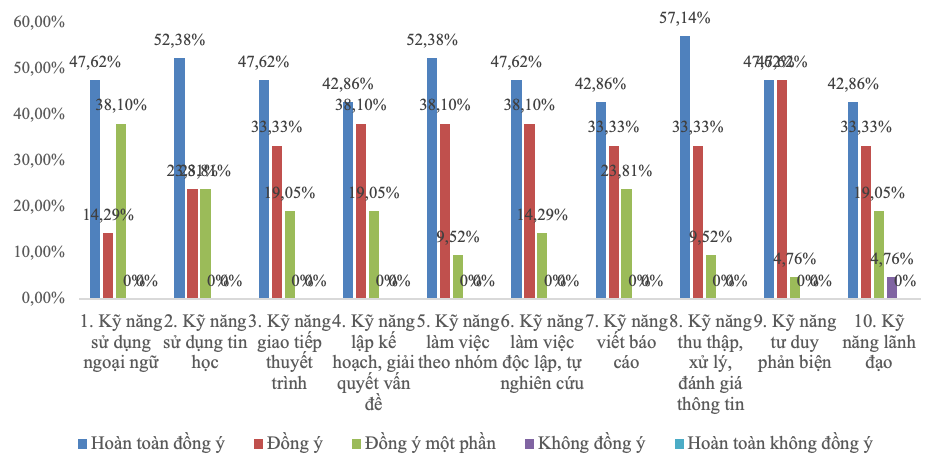 60,00%
50,00%
40,00%
30,00%
20,00%
10,00%
0,00%
47,62%
14,29%
38,10%
0%
0%
52,38%
23,81%
23,81%
0%
0%
47,62%
33,33%
19,05%
0%
0%
42,86%
38,10%
19,05%
0%
0%
52,38%
38,10%
9,52%
0%
0%
47,62%
38,10%
14,29%
0%
0%
42,86%
33,33%
23,81%
0%
0%
57,14%
33,33%
9,52%
0%
0%
47,62%
47,62%
4,76%
0%
0%
42,86%
33,33%
19,05%
4,76%
0%
1. Kỹ năng
sử dụng
ngoại ngữ
2. Kỹ năng
sử dụng tin
học
3. Kỹ năng
giao tiếp
thuyết
trình
4. Kỹ năng
lập kế
hoạch, giải
quyết vấn
đề
5. Kỹ năng
làm việc
theo nhóm
6. Kỹ năng
làm việc
độc lập, tự
nghiên cứu
7. Kỹ năng
viết báo
cáo
8. Kỹ năng
thu thập,
xử lý,
đánh giá
thông tin
9. Kỹ năng
tư duy
phản biện
10. Kỹ
năng lãnh
đạo
Hoàn toàn đồng ý
Đồng ý
Đồng ý một phần
Không đồng ý
Hoàn toàn không đồng ý